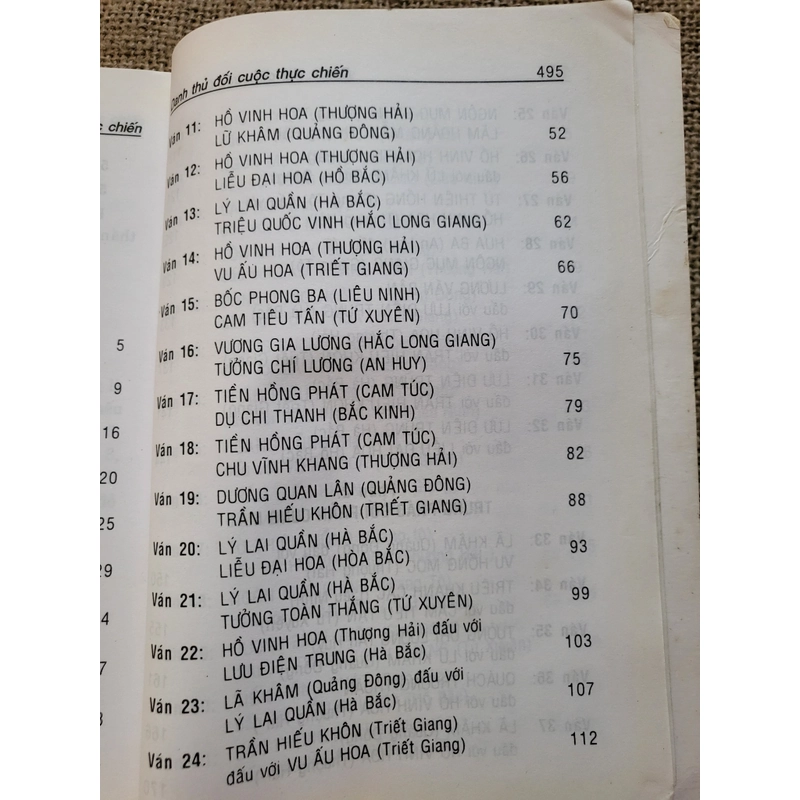 ực chiến
5
9
16
20
25
29
4
7
3
Danh thủ đối cuộc thực chiến 495
Ván 11: HỒ VINH HOA (THƯỢNG HẢI)
LỮ KHÂM (QUẢNG ĐÔNG) 52
Ván 12: HỒ VINH HOA (THƯỢNG HẢI)
LIỄU ĐẠI HOA (HỒ BẮC) 56
Ván 13: LÝ LAI QUẦN (HÀ BẮC)
TRIỆU QUỐC VINH (HẮC LONG GIANG) 62
Ván 14: HỒ VINH HOA (THƯỢNG HẢI)
VU ẤU HOA (TRIẾT GIANG) 66
Ván 15: BỐC PHONG BA (LIÊU NINH)
CAM TIÊU TẤN (TỨ XUYÊN) 70
Ván 16: VƯƠNG GIA LƯƠNG (HẮC LONG GIANG)
TƯỞNG CHÍ LƯƠNG (AN HUY) 75
Ván 17: TIỀN HỒNG PHÁT (CAM TÚC)
DỤ CHI THANH (BẮC KINH) 79
Ván 18: TIỀN HỒNG PHÁT (CAM TÚC)
CHU VĨNH KHANG (THƯỢNG HẢI) 82
Ván 19: DƯƠNG QUAN LÂN (QUẢNG ĐÔNG)
TRẦN HIẾU KHÔN (TRIẾT GIANG) 88
Ván 20: LÝ LAI QUẦN (HÀ BẮC)
LIỄU ĐẠI HOA (HÒA BẮC) 93
Ván 21: LÝ LAI QUẦN (HÀ BẮC)
TƯỞNG TOÀN THẮNG (TỨ XUYÊN) 99
Ván 22: HỒ VINH HOA (Thượng Hải) đấu với
LƯU ĐIỆN TRUNG (Hà Bắc) 103
Ván 23: LÃ KHÂM (Quảng Đông) đấu với
LÝ LAI QUẦN (Hà Bắc) 107
Ván 24: TRẦN HIẾU KHÔN (Triết Giang)
đấu với VU ẤU HOA (Triết Giang) 112